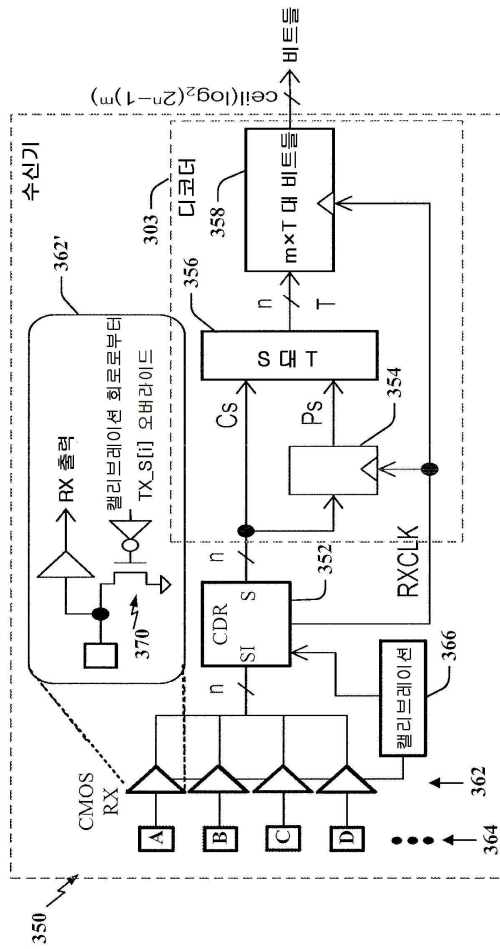 350
수신기
362'
RX 출력
캘리브레이션 회로로부터
TX_S[i] 오버라이드
370
CMOS
RX
A
B
C
D
364
362
n
CDR
SI
S
352
캘리브레이션
366
n
RXCLK
303
디코더
Cs
Ps
354
S 대 T
356
n
T
m×T 대 비트들
358
ceil(log₂(2ⁿ-1)ᵐ)
비트들